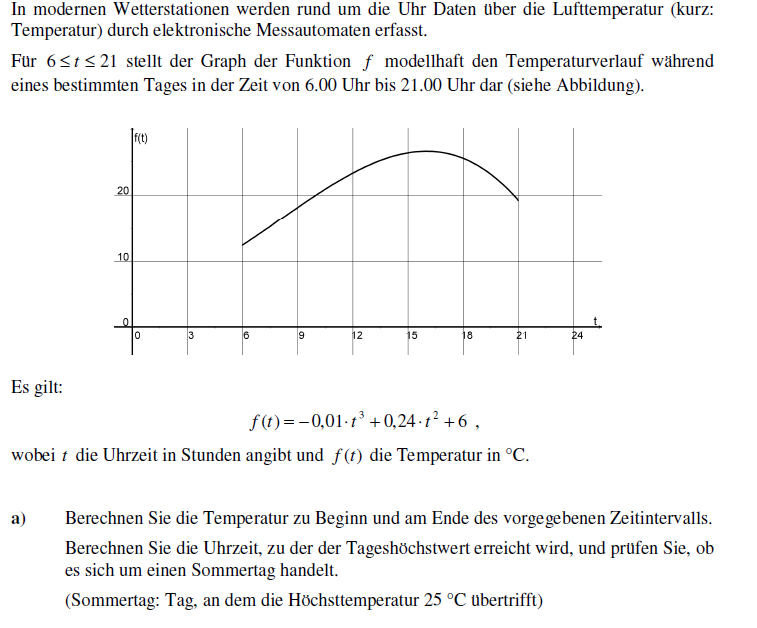 In modernen Wetterstationen werden rund um die Uhr Daten über die Lufttemperatur (kurz:
Temperatur) durch elektronische Messautomaten erfasst.
Für 6 ≤ t ≤ 21 stellt der Graph der Funktion f modellhaft den Temperaturverlauf während
eines bestimmten Tages in der Zeit von 6.00 Uhr bis 21.00 Uhr dar (siehe Abbildung).
f(t)
20
10
0
0 3 6 9 12 15 18 21 24
t
Es gilt:
f(t) = −0,01·t³ + 0,24·t² + 6 ,
wobei t die Uhrzeit in Stunden angibt und f(t) die Temperatur in °C.
a) Berechnen Sie die Temperatur zu Beginn und am Ende des vorgegebenen Zeitintervalls.
Berechnen Sie die Uhrzeit, zu der der Tageshöchstwert erreicht wird, und prüfen Sie, ob
es sich um einen Sommertag handelt.
(Sommertag: Tag, an dem die Höchsttemperatur 25 °C übertrifft)